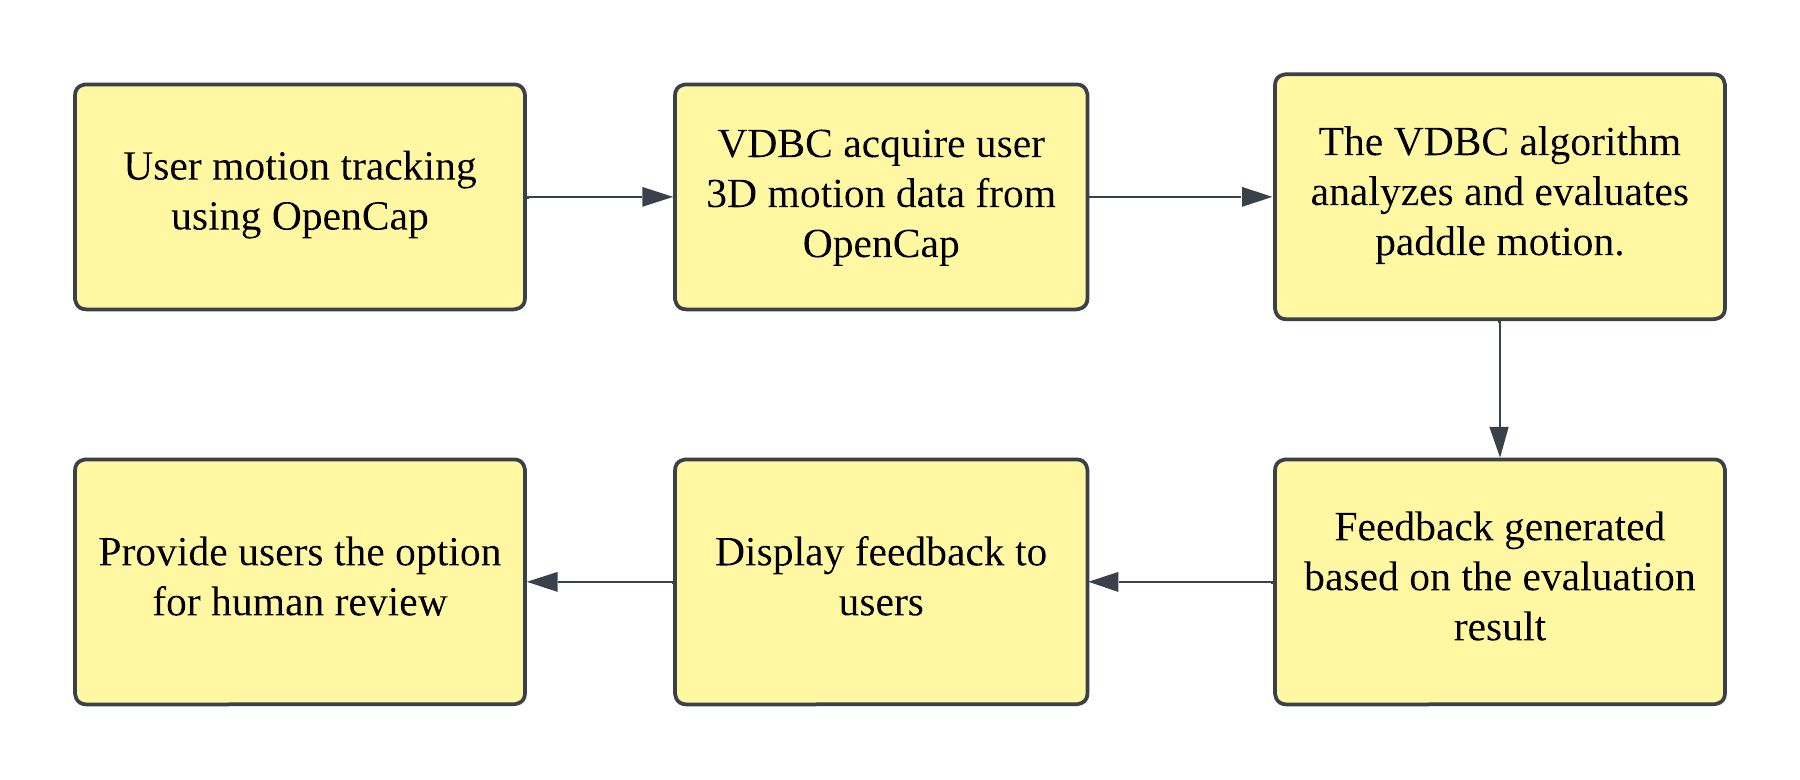 User motion tracking
using OpenCap
VDBC acquire user
3D motion data from
OpenCap
The VDBC algorithm
analyzes and evaluates
paddle motion.
Feedback generated
based on the evaluation
result
Display feedback to
users
Provide users the option
for human review